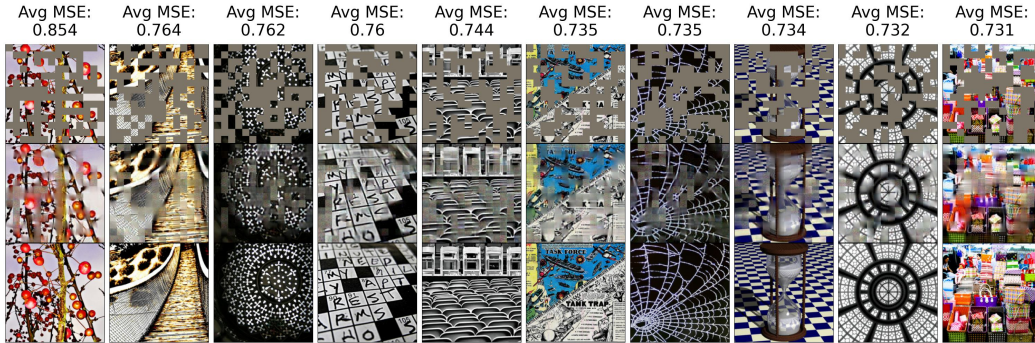 Avg MSE: 0.854
Avg MSE: 0.764
Avg MSE: 0.762
Avg MSE: 0.76
Avg MSE: 0.744
Avg MSE: 0.735
Avg MSE: 0.735
Avg MSE: 0.734
Avg MSE: 0.732
Avg MSE: 0.731
TASK FORCE
TANK TRAP